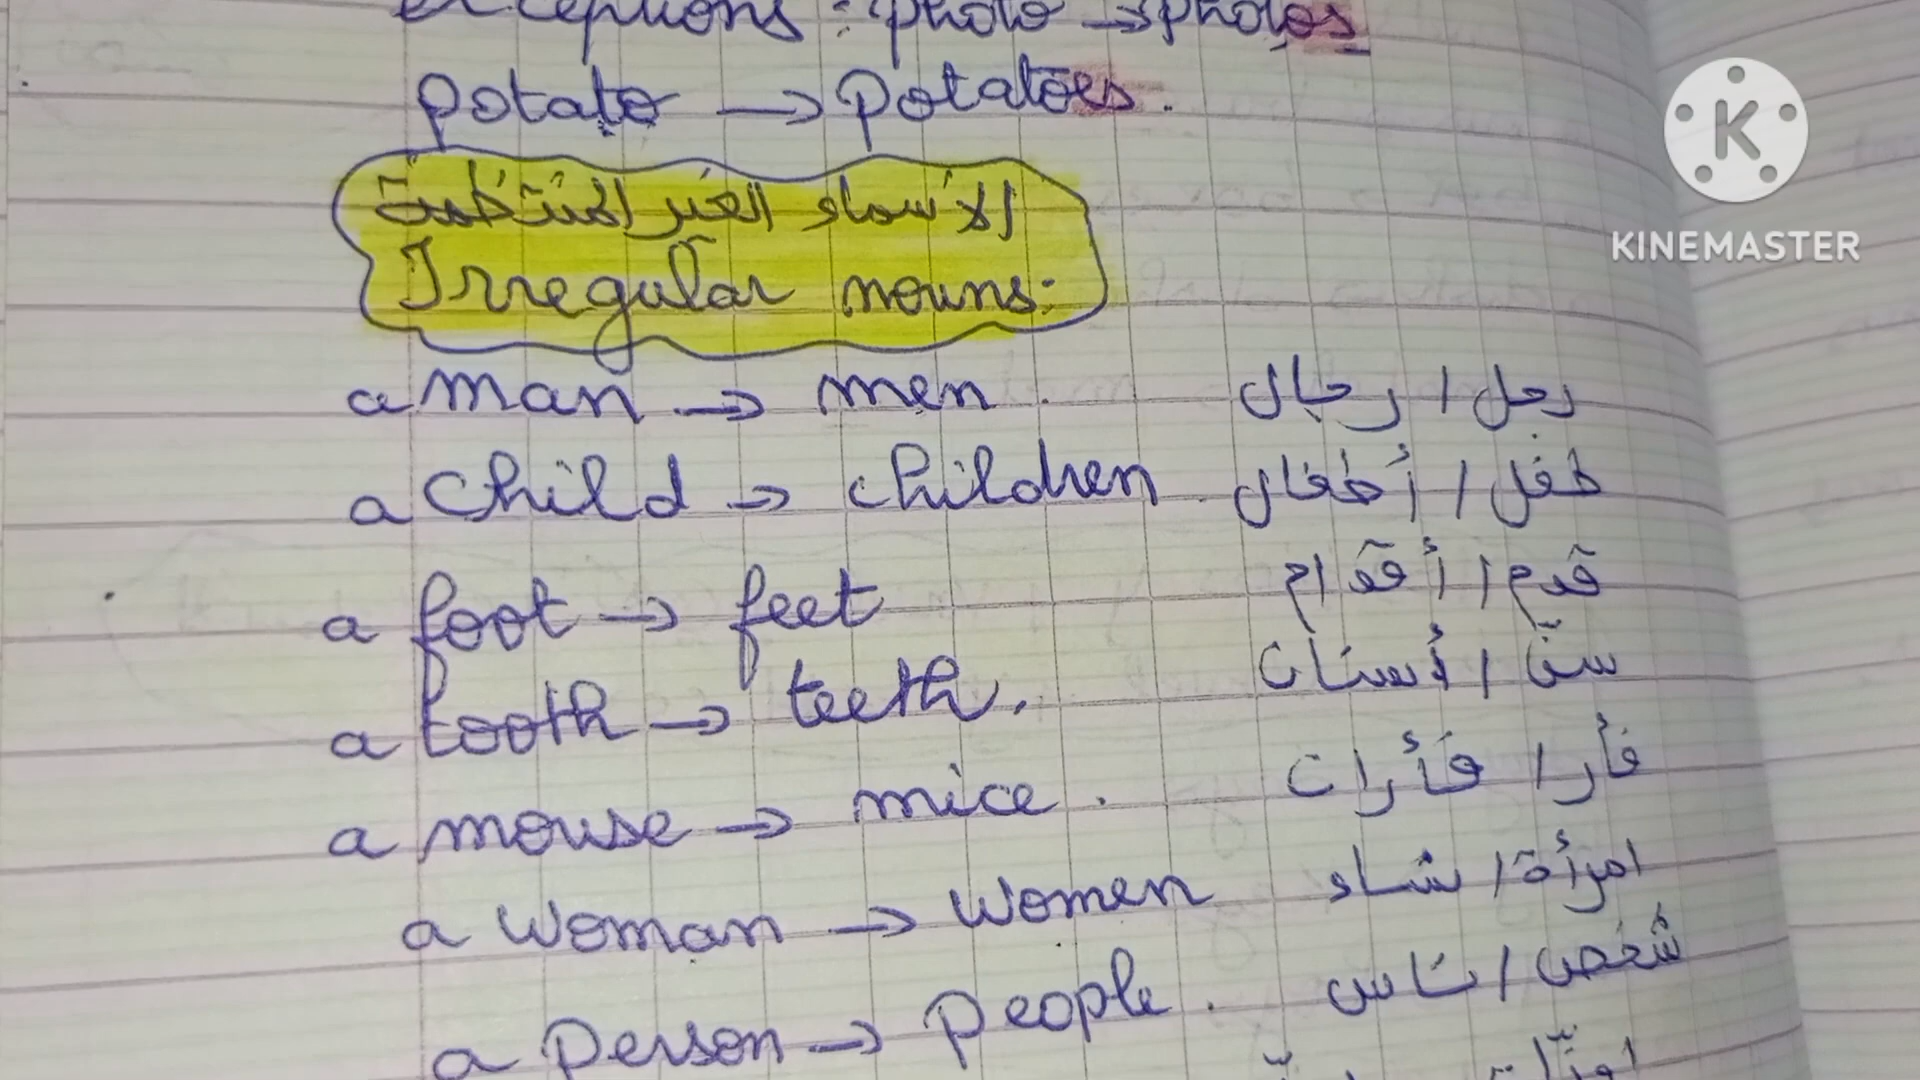 exceptions: photo → photos
potato → potatoes.
K
KINEMASTER
الأسماء الغير المنتظمة
Irregular nouns:
a man → men. رجل / رجال
a child → children. طفل / أطفال
a foot → feet قدم / أقدام
a tooth → teeth. سنّ / أسنان
a mouse → mice. فأر / فأرات
a woman → women امرأة / نساء
a person → people. شخص / ناس